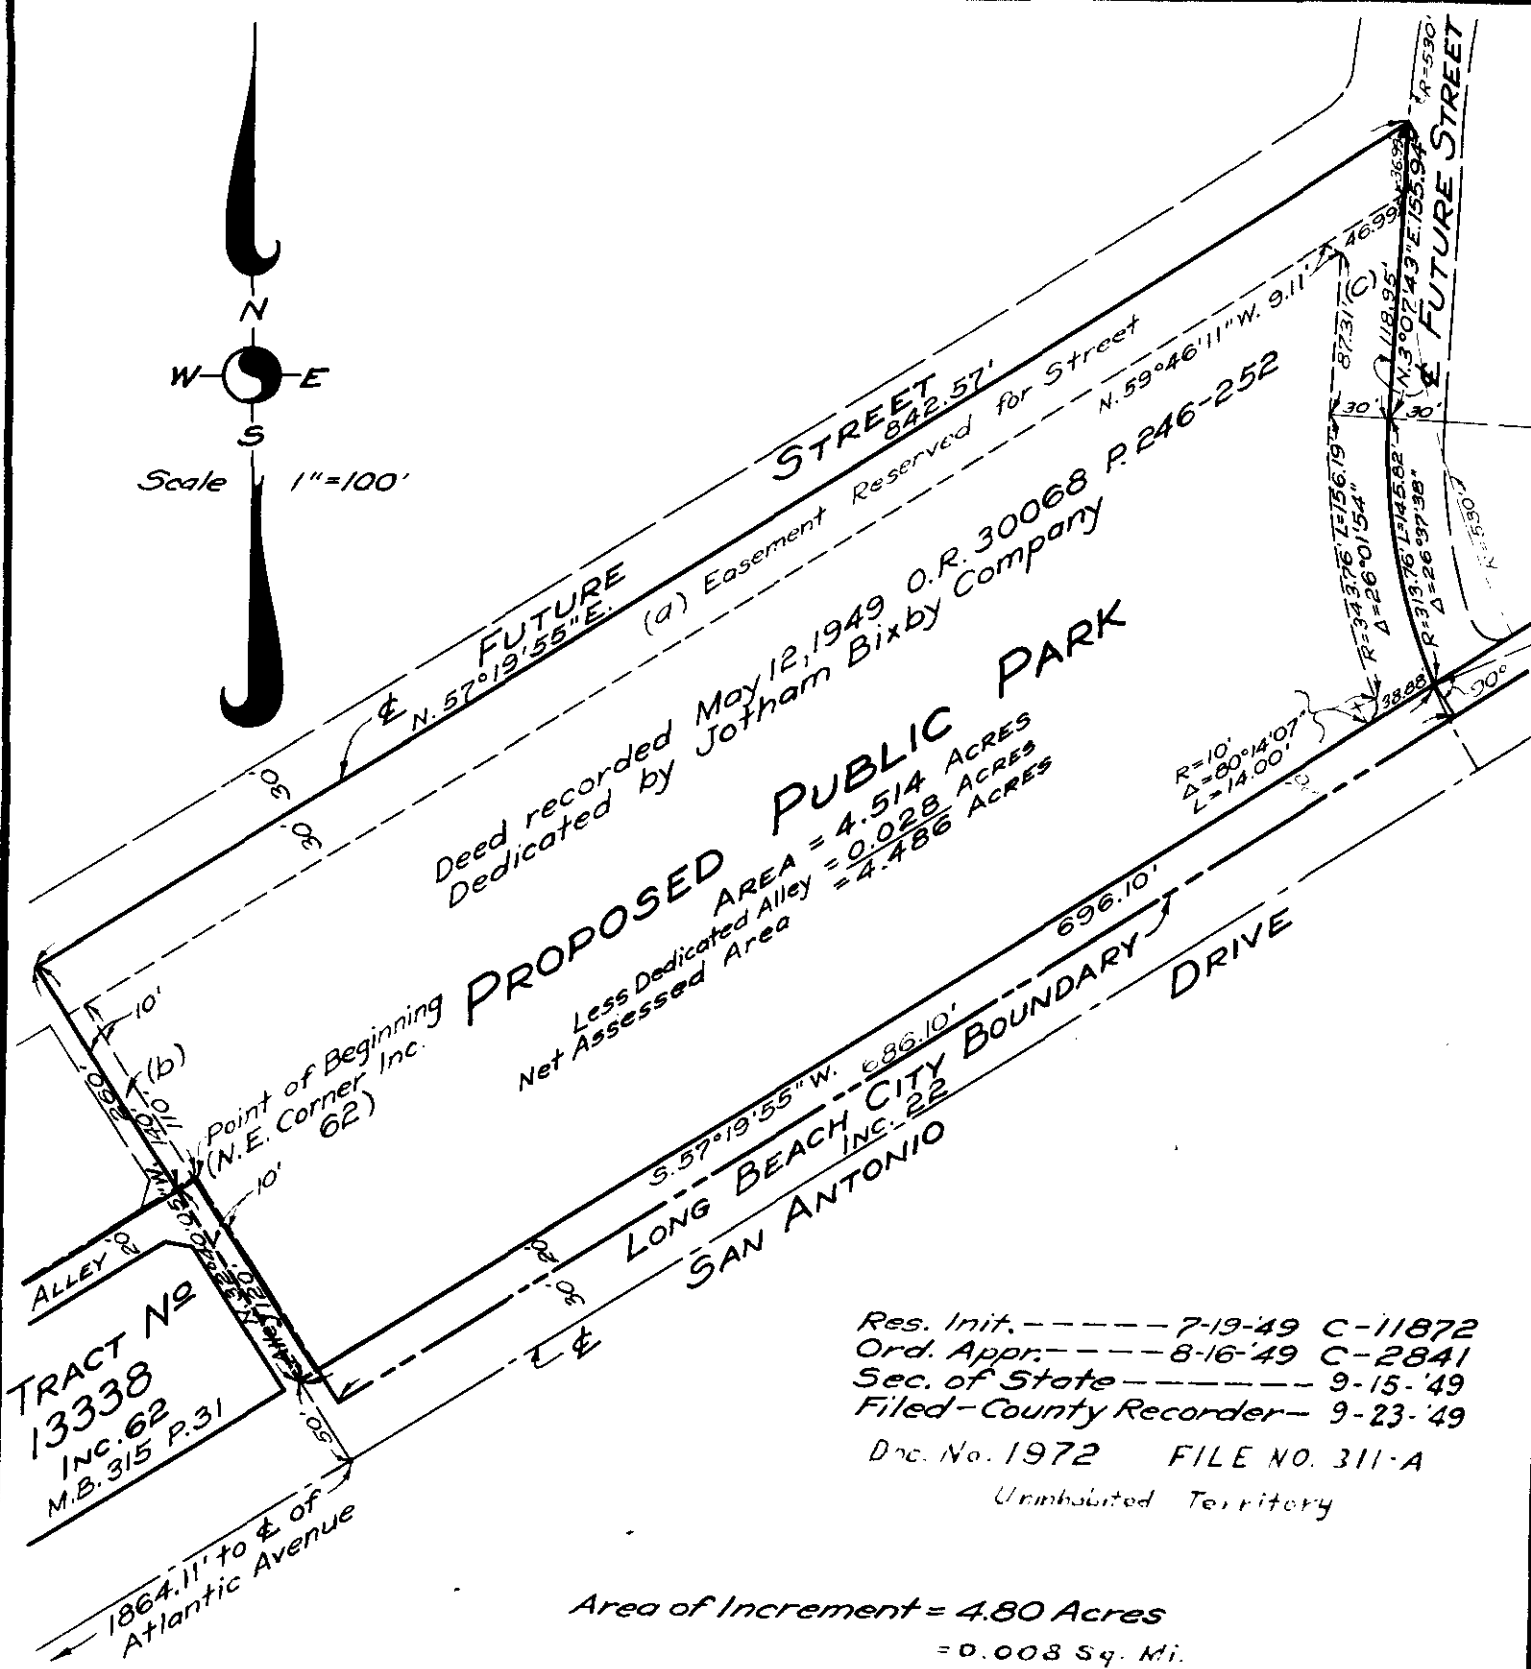 N
W E
S
Scale 1"=100'
R=530'
℄ FUTURE STREET
36.99'
N.3°07'43"E.155.94'
46.99'
(C)
118.95'
87.31'
30' 30'
FUTURE STREET
℄ N.57°19'55"E. 842.57'
(a) Easement Reserved for Street
N.59°46'11"W. 9.11'
30'
30'
Deed recorded May 12, 1949 O.R. 30068 P. 246-252
Dedicated by Jotham Bixby Company
PROPOSED PUBLIC PARK
AREA = 4.514 ACRES
Less Dedicated Alley = 0.028 ACRES
Net Assessed Area = 4.486 ACRES
R=343.76' L=156.19'
Δ=26°01'54"
R=313.76' L=145.82'
Δ=26°37'38"
R=530'
38.88'
90°
R=10'
Δ=80°14'07"
L=14.00'
10'
(b)
260'
110'
140'
Point of Beginning
(N.E. Corner Inc.
62)
10'
ALLEY 20'
120'
50'
TRACT Nº
13338
INC. 62
M.B. 315 P. 31
696.10'
S.57°19'55"W. 686.10'
20'
30'
LONG BEACH CITY BOUNDARY
INC. 22
SAN ANTONIO DRIVE
℄
1864.11' to ℄ of
Atlantic Avenue
Res. Init. ----- 7-19-'49 C-11872
Ord. Appr. ---- 8-16-'49 C-2841
Sec. of State ------ 9-15-'49
Filed-County Recorder- 9-23-'49
Doc. No. 1972 FILE NO. 311-A
Uninhabited Territory
Area of Increment = 4.80 Acres
= 0.008 Sq. Mi.